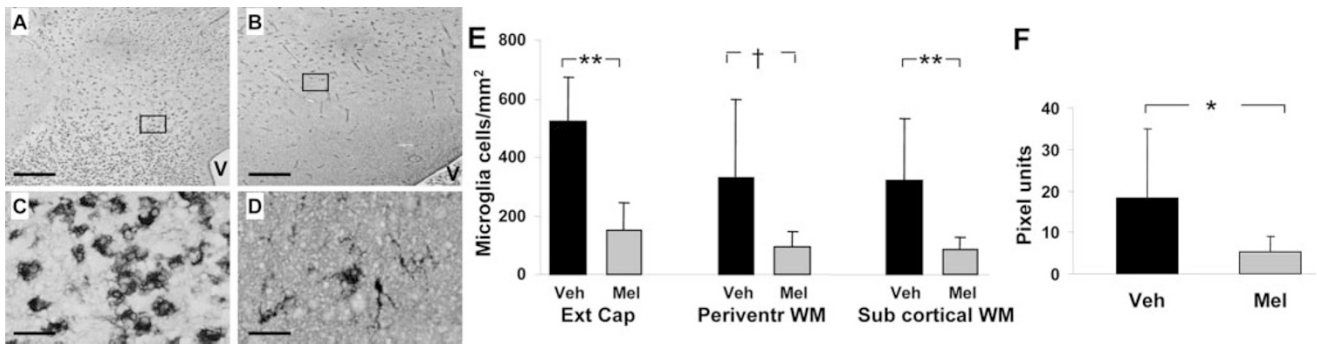 A
B
V
V
C
D
E
Microglia cells/mm²
800
600
400
200
0
**
†
**
Veh Mel Veh Mel Veh Mel
Ext Cap Periventr WM Sub cortical WM
F
Pixel units
40
30
20
10
0
*
Veh Mel